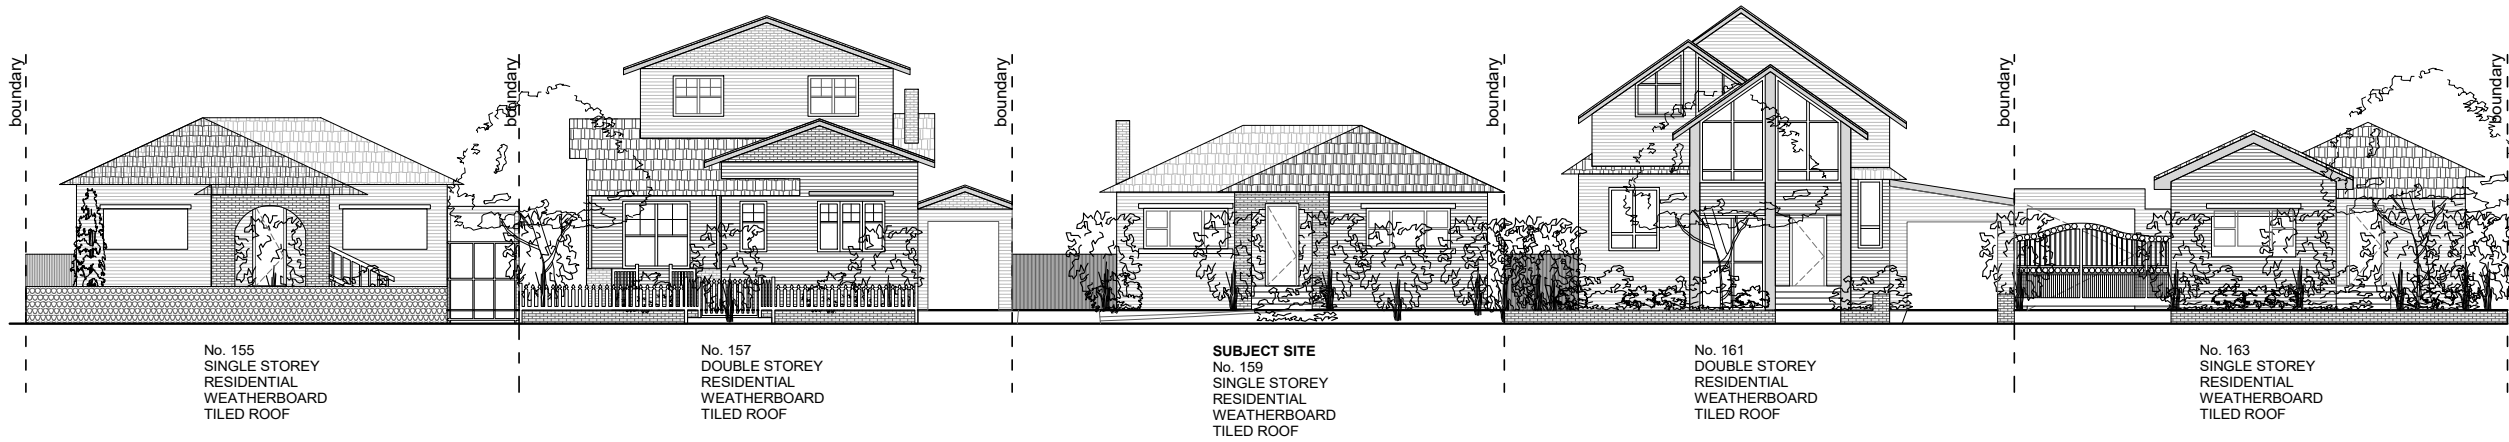 boundary
boundary
boundary
boundary
boundary
boundary
No. 155
SINGLE STOREY
RESIDENTIAL
WEATHERBOARD
TILED ROOF
No. 157
DOUBLE STOREY
RESIDENTIAL
WEATHERBOARD
TILED ROOF
SUBJECT SITE
No. 159
SINGLE STOREY
RESIDENTIAL
WEATHERBOARD
TILED ROOF
No. 161
DOUBLE STOREY
RESIDENTIAL
WEATHERBOARD
TILED ROOF
No. 163
SINGLE STOREY
RESIDENTIAL
WEATHERBOARD
TILED ROOF